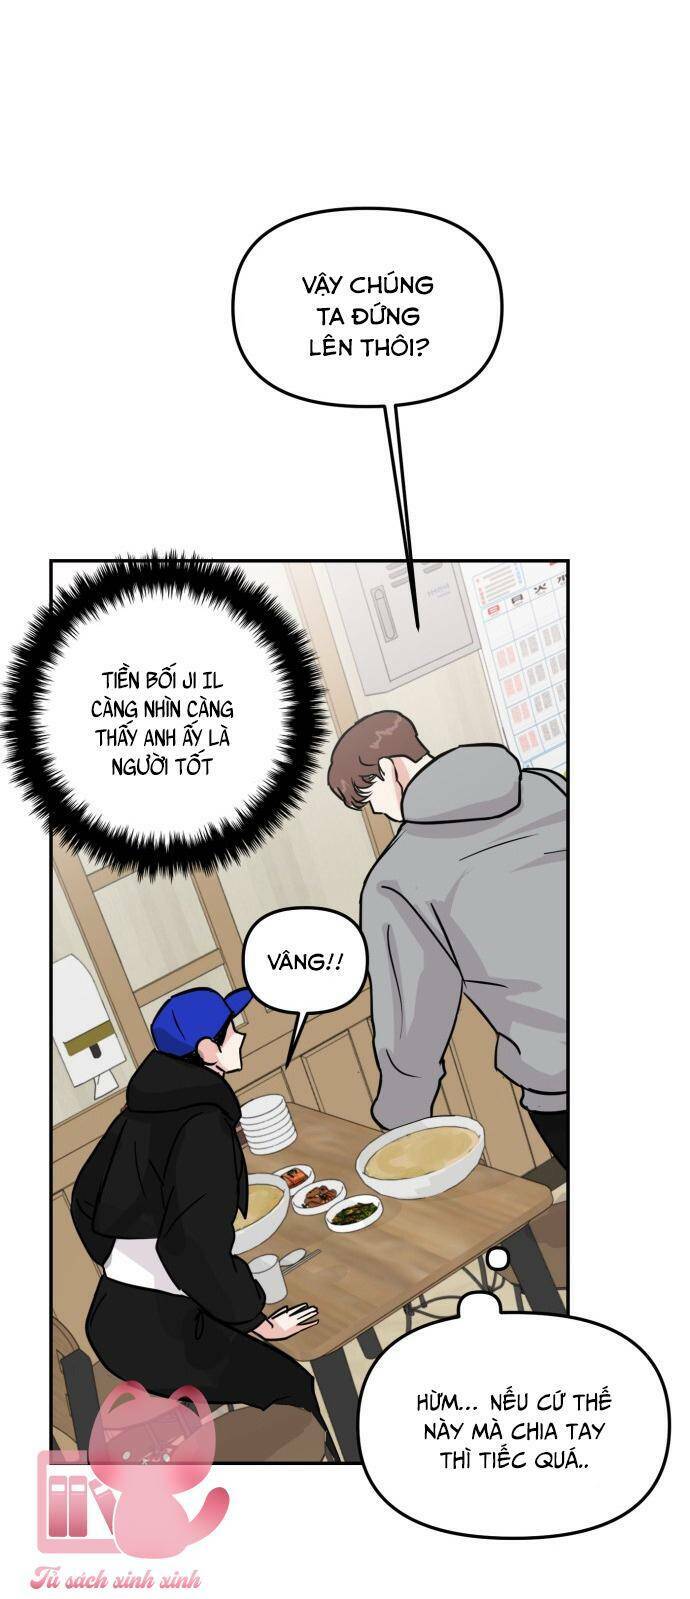 VẬY CHÚNG
TA ĐỨNG
LÊN THÔI?
TIỀN BỐI JI IL
CÀNG NHÌN CÀNG
THẤY ANH ẤY LÀ
NGƯỜI TỐT
VÂNG!!
HỪM... NẾU CỨ THẾ
NÀY MÀ CHIA TAY
THÌ TIẾC QUÁ..
Tủ sách xinh xinh